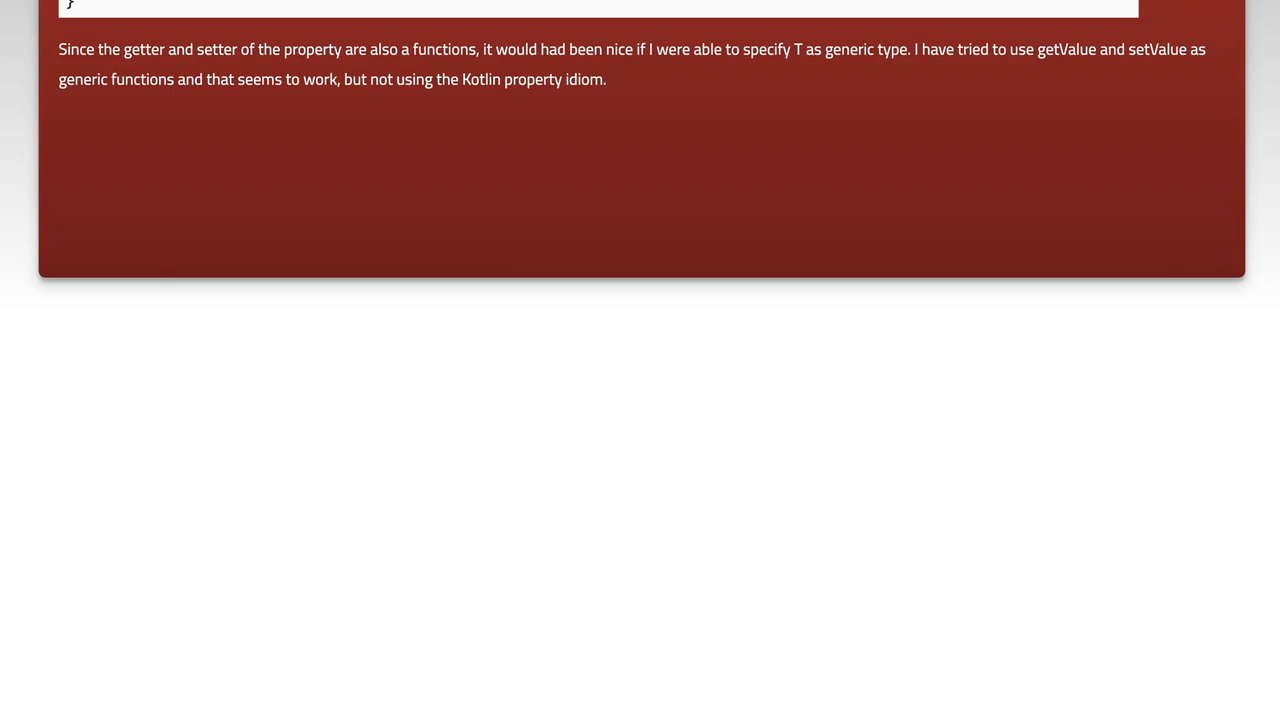 }
Since the getter and setter of the property are also a functions, it would had been nice if I were able to specify T as generic type. I have tried to use getValue and setValue as
generic functions and that seems to work, but not using the Kotlin property idiom.